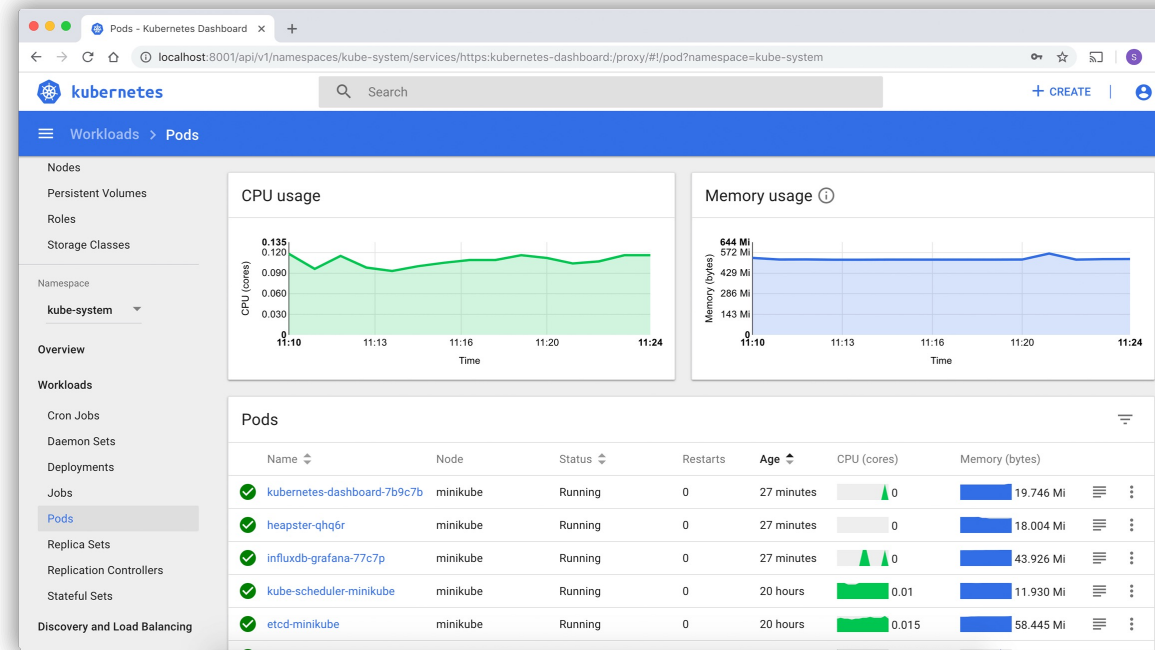 Pods - Kubernetes Dashboard
localhost:8001/api/v1/namespaces/kube-system/services/https:kubernetes-dashboard:/proxy/#!/pod?namespace=kube-system
S
kubernetes
Search
CREATE
Workloads > Pods
Nodes
Persistent Volumes
Roles
Storage Classes
Namespace
kube-system
Overview
Workloads
Cron Jobs
Daemon Sets
Deployments
Jobs
Pods
Replica Sets
Replication Controllers
Stateful Sets
Discovery and Load Balancing
CPU usage
CPU (cores)
0.135
0.120
0.090
0.060
0.030
0
11:10 11:13 11:16 11:20 11:24
Time
Memory usage
Memory (bytes)
644 Mi
572 Mi
429 Mi
286 Mi
143 Mi
0
11:10 11:13 11:16 11:20 11:24
Time
Pods
Name Node Status Restarts Age CPU (cores) Memory (bytes)
kubernetes-dashboard-7b9c7b minikube Running 0 27 minutes 0 19.746 Mi
heapster-qhq6r minikube Running 0 27 minutes 0 18.004 Mi
influxdb-grafana-77c7p minikube Running 0 27 minutes 0 43.926 Mi
kube-scheduler-minikube minikube Running 0 20 hours 0.01 11.930 Mi
etcd-minikube minikube Running 0 20 hours 0.015 58.445 Mi